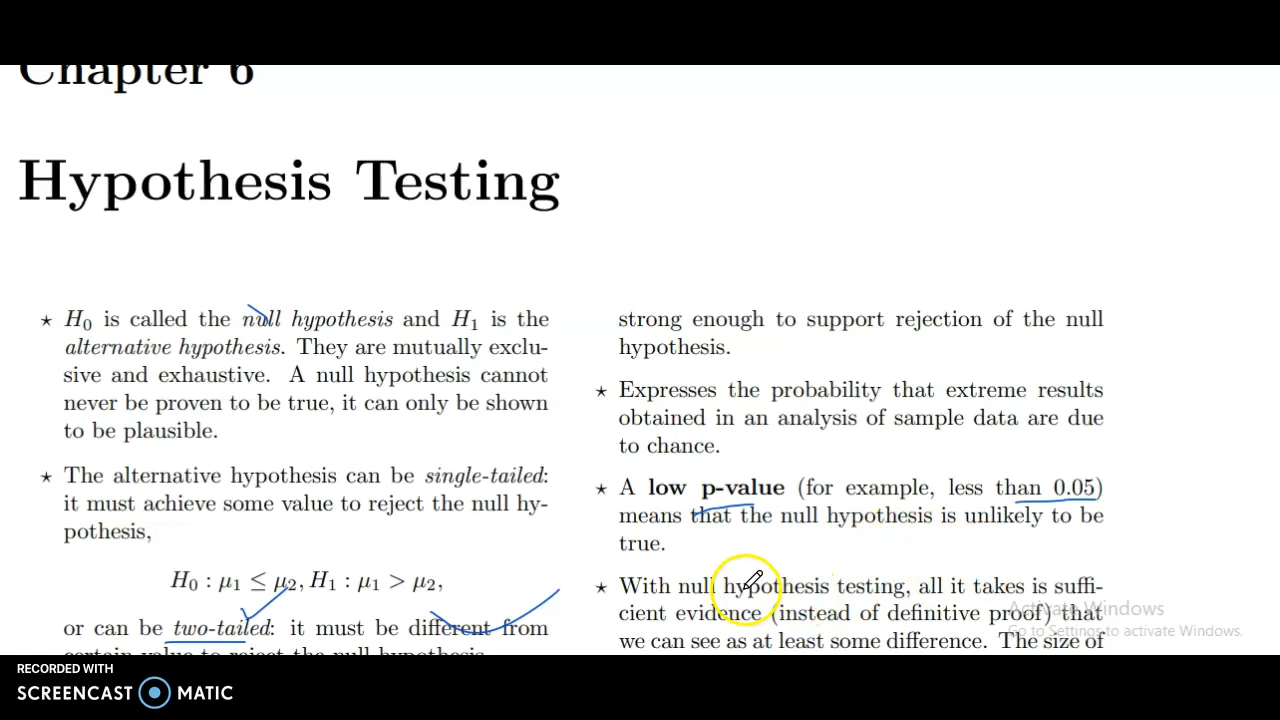 Chapter 6
Hypothesis Testing
⋆ H₀ is called the null hypothesis and H₁ is the
alternative hypothesis. They are mutually exclu-
sive and exhaustive. A null hypothesis cannot
never be proven to be true, it can only be shown
to be plausible.
⋆ The alternative hypothesis can be single-tailed:
it must achieve some value to reject the null hy-
pothesis,
H₀ : μ₁ ≤ μ₂, H₁ : μ₁ > μ₂,
or can be two-tailed: it must be different from
certain value to reject the null hypothesis
strong enough to support rejection of the null
hypothesis.
⋆ Expresses the probability that extreme results
obtained in an analysis of sample data are due
to chance.
⋆ A low p-value (for example, less than 0.05)
means that the null hypothesis is unlikely to be
true.
⋆ With null hypothesis testing, all it takes is suffi-
cient evidence (instead of definitive proof) that
we can see as at least some difference. The size of
Activate Windows
Go to Settings to activate Windows.
RECORDED WITH
SCREENCAST MATIC